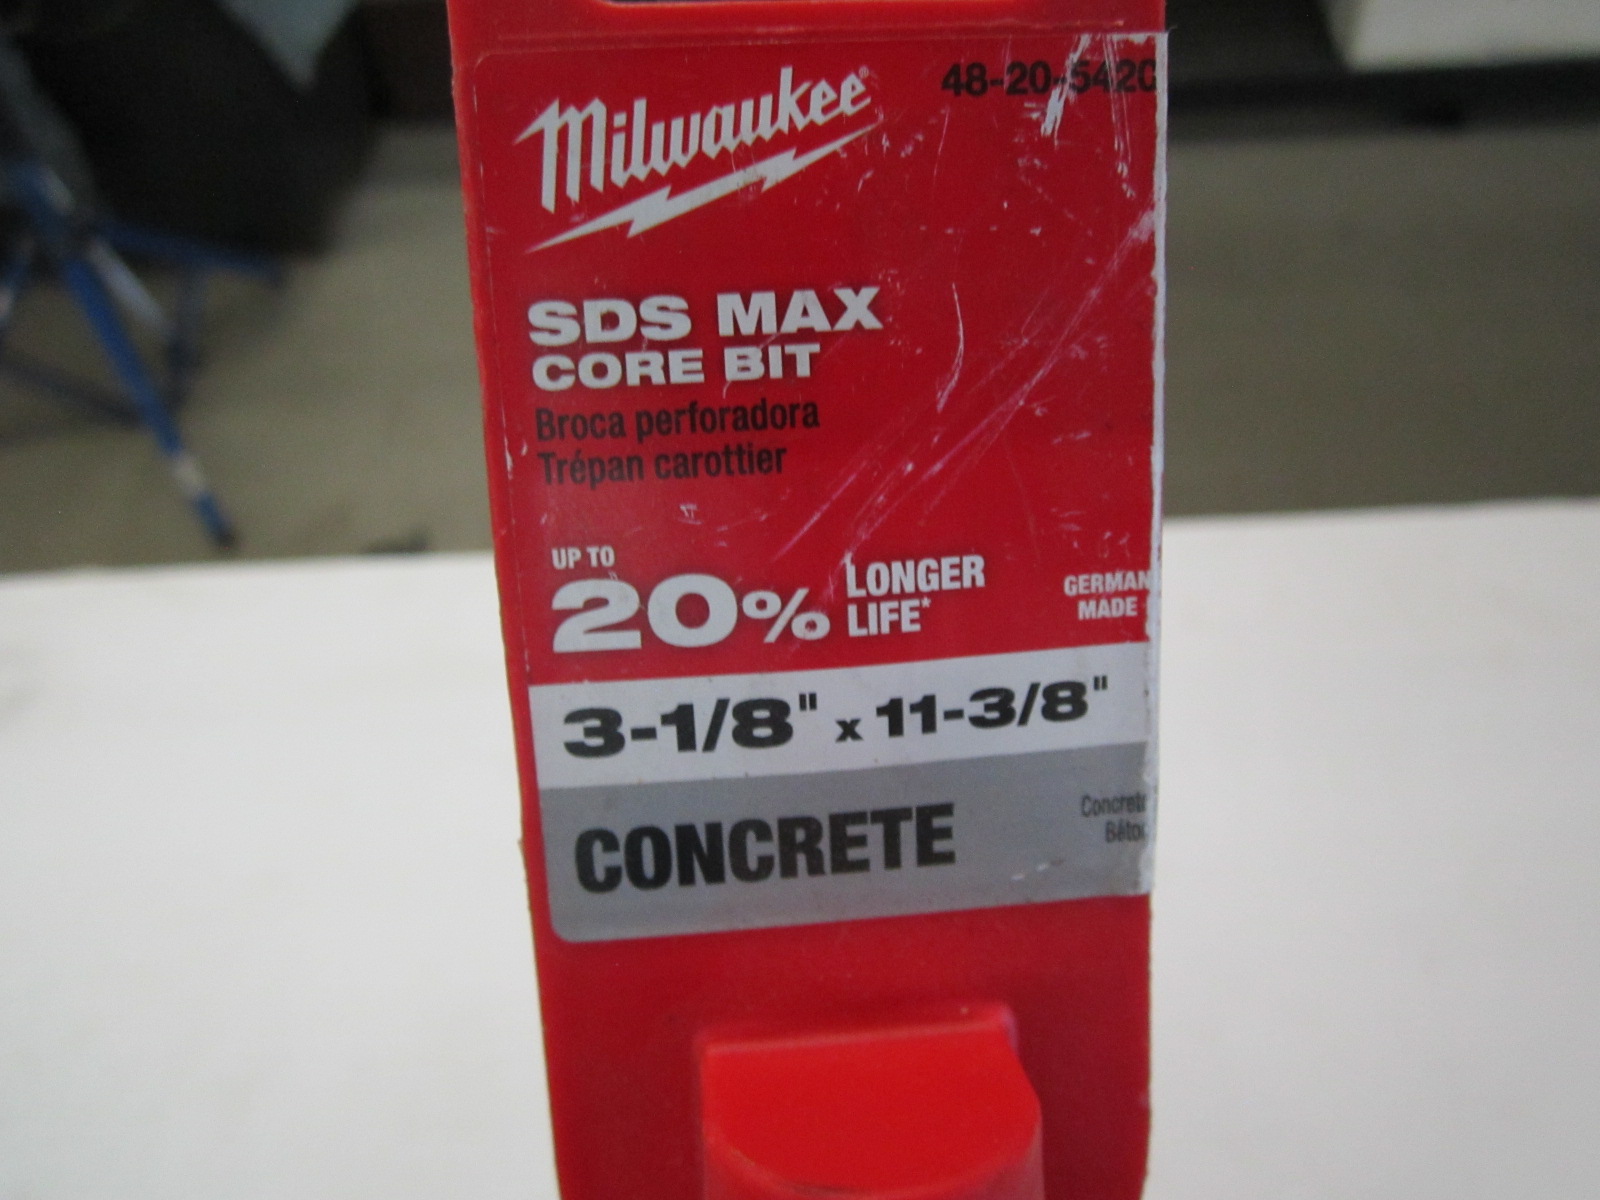 Milwaukee®
48-20-5420
SDS MAX
CORE BIT
Broca perforadora
Trépan carottier
UP TO
20% LONGER
LIFE*
GERMAN
MADE
3-1/8" x 11-3/8"
CONCRETE